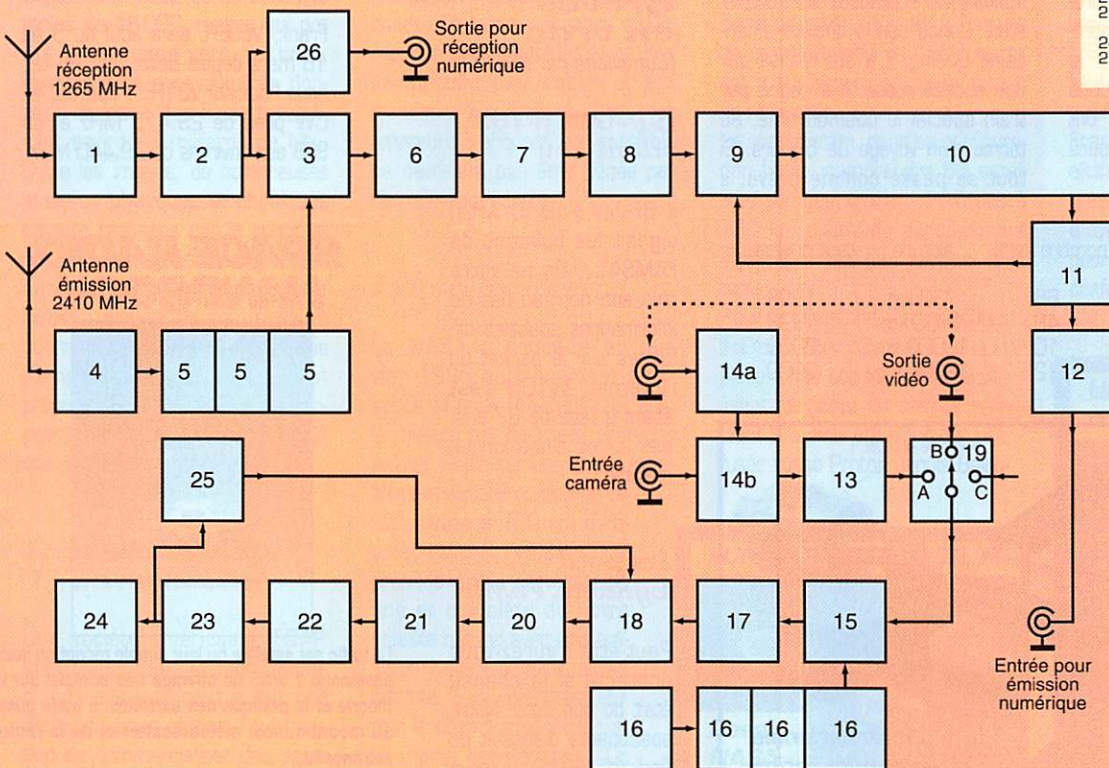 Antenne
réception
1265 MHz
26
Sortie pour
réception
numérique
1
2
3
6
7
8
9
10
Antenne
émission
2410 MHz
11
4
5
5
5
14a
Sortie
vidéo
12
25
Entrée
caméra
14b
13
B
19
A
C
24
23
22
21
20
18
17
15
Entrée pour
émission
numérique
16
16
16
16